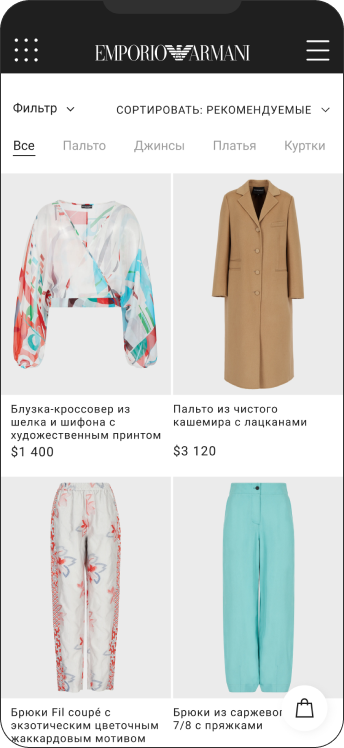 EMPORIO ARMANI
Фильтр
СОРТИРОВАТЬ: РЕКОМЕНДУЕМЫЕ
Все Пальто Джинсы Платья Куртки
Блузка-кроссовер из
шелка и шифона с
художественным принтом
$1 400
Пальто из чистого
кашемира с лацканами
$3 120
Брюки Fil coupé с
экзотическим цветочным
жаккардовым мотивом
Брюки из саржевог
7/8 с пряжками